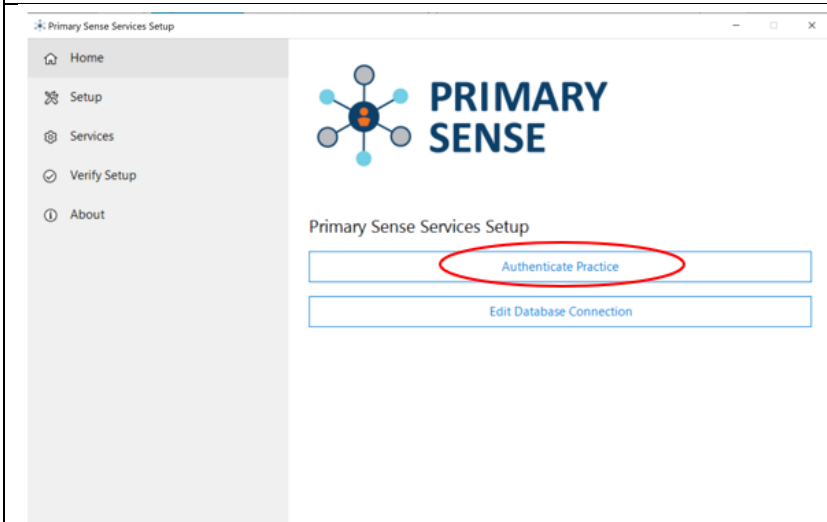 Primary Sense Services Setup
Home
Setup
Services
Verify Setup
About
PRIMARY
SENSE
Primary Sense Services Setup
Authenticate Practice
Edit Database Connection